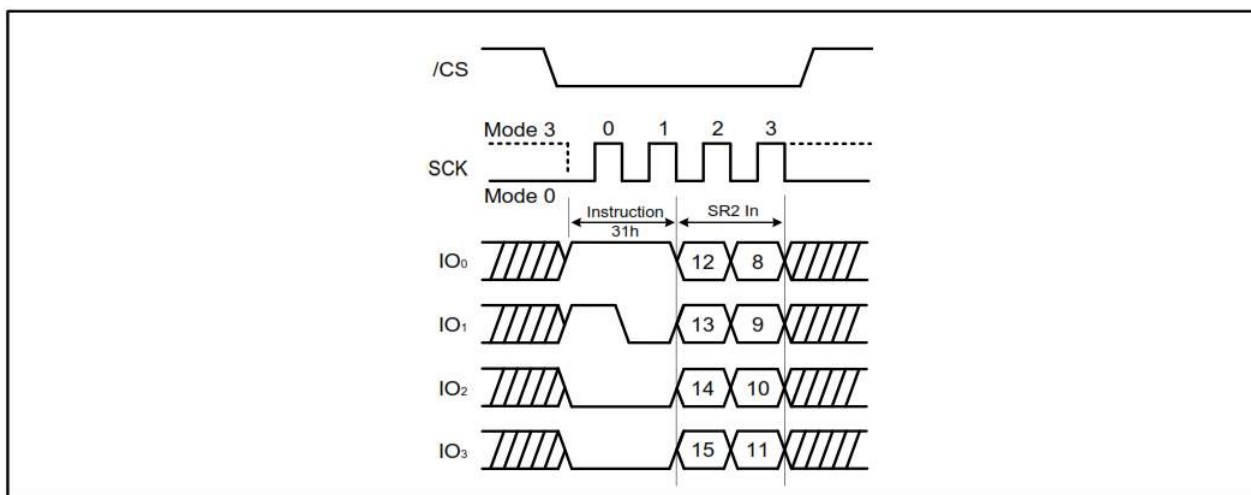 /CS
Mode 3 0 1 2 3
SCK
Mode 0
Instruction SR2 In
31h
IO₀ 12 8
IO₁ 13 9
IO₂ 14 10
IO₃ 15 11